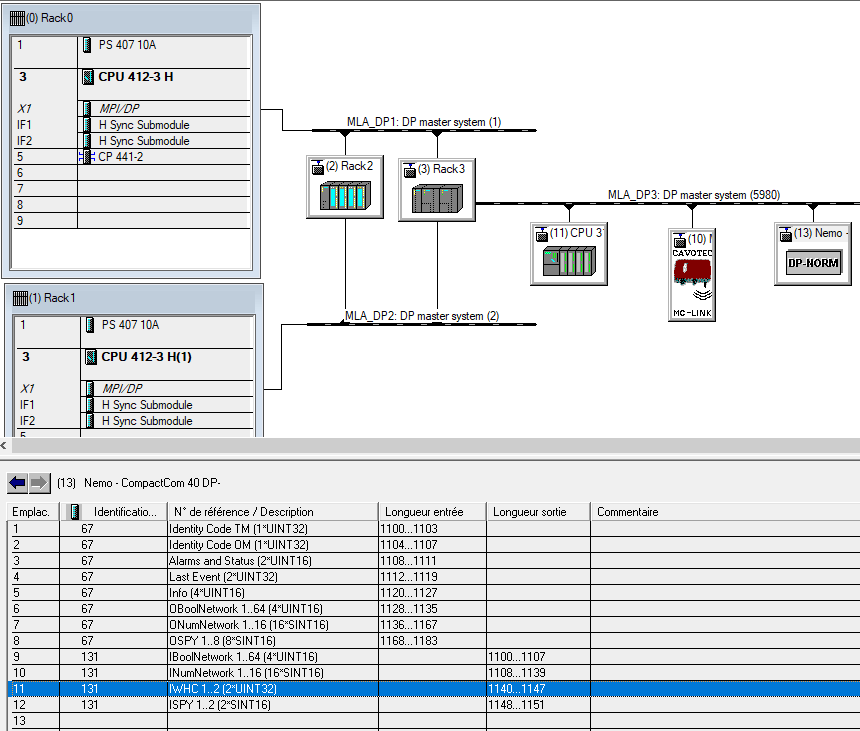 (0) Rack0
1 PS 407 10A
3 CPU 412-3 H
X1 MPI/DP
IF1 H Sync Submodule
IF2 H Sync Submodule
5 CP 441-2
6
7
8
9
(1) Rack1
1 PS 407 10A
3 CPU 412-3 H(1)
X1 MPI/DP
IF1 H Sync Submodule
IF2 H Sync Submodule
MLA_DP1: DP master system (1)
(2) Rack2
(3) Rack3
MLA_DP3: DP master system (5980)
(11) CPU 31
(10)
CAVOTEC
MC-LINK
(13) Nemo -
DP-NORM
MLA_DP2: DP master system (2)
(13) Nemo - CompactCom 40 DP-
Emplac. Identificatio... N° de référence / Description Longueur entrée Longueur sortie Commentaire
1 67 Identity Code TM (1*UINT32) 1100...1103
2 67 Identity Code OM (1*UINT32) 1104...1107
3 67 Alarms and Status (2*UINT16) 1108...1111
4 67 Last Event (2*UINT32) 1112...1119
5 67 Info (4*UINT16) 1120...1127
6 67 OBoolNetwork 1..64 (4*UINT16) 1128...1135
7 67 ONumNetwork 1..16 (16*SINT16) 1136...1167
8 67 OSPY 1..8 (8*SINT16) 1168...1183
9 131 IBoolNetwork 1..64 (4*UINT16) 1100...1107
10 131 INumNetwork 1..16 (16*SINT16) 1108...1139
11 131 IWHC 1..2 (2*UINT32) 1140...1147
12 131 ISPY 1..2 (2*SINT16) 1148...1151
13